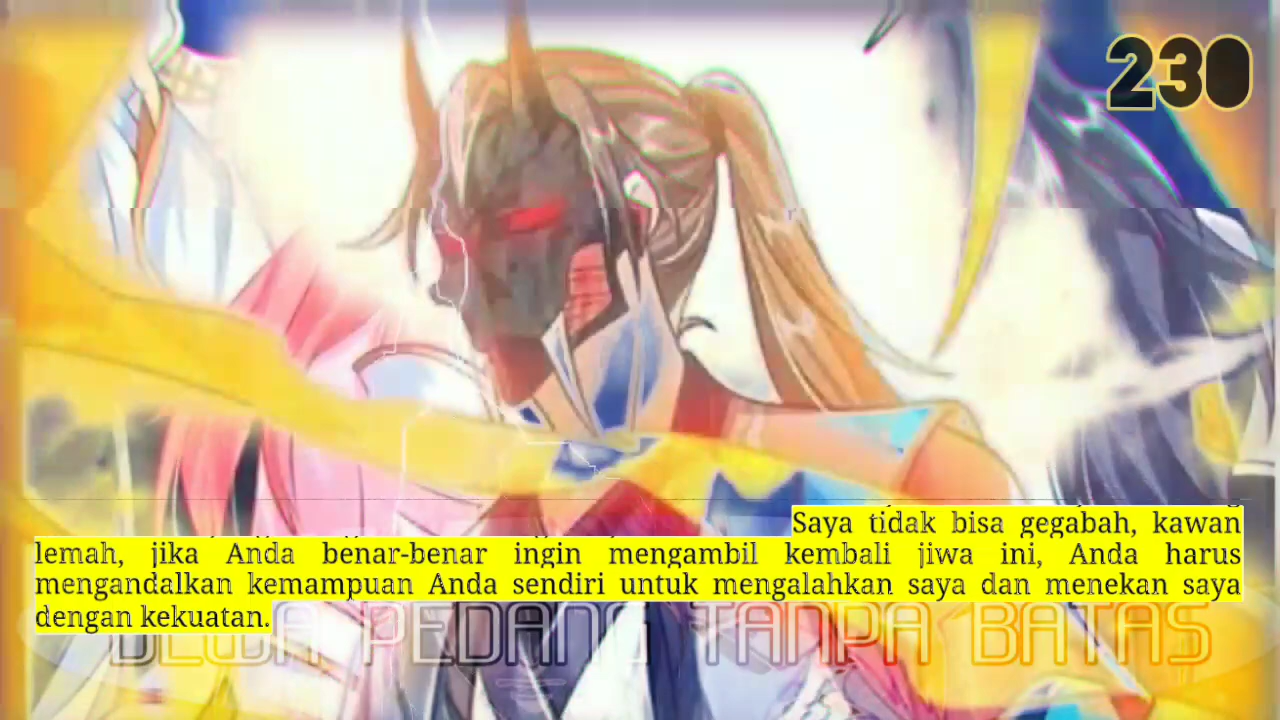 230
Saya tidak bisa gegabah, kawan
lemah, jika Anda benar-benar ingin mengambil kembali jiwa ini, Anda harus
mengandalkan kemampuan Anda sendiri untuk mengalahkan saya dan menekan saya
dengan kekuatan.
DEWA PEDANG TANPA BATAS